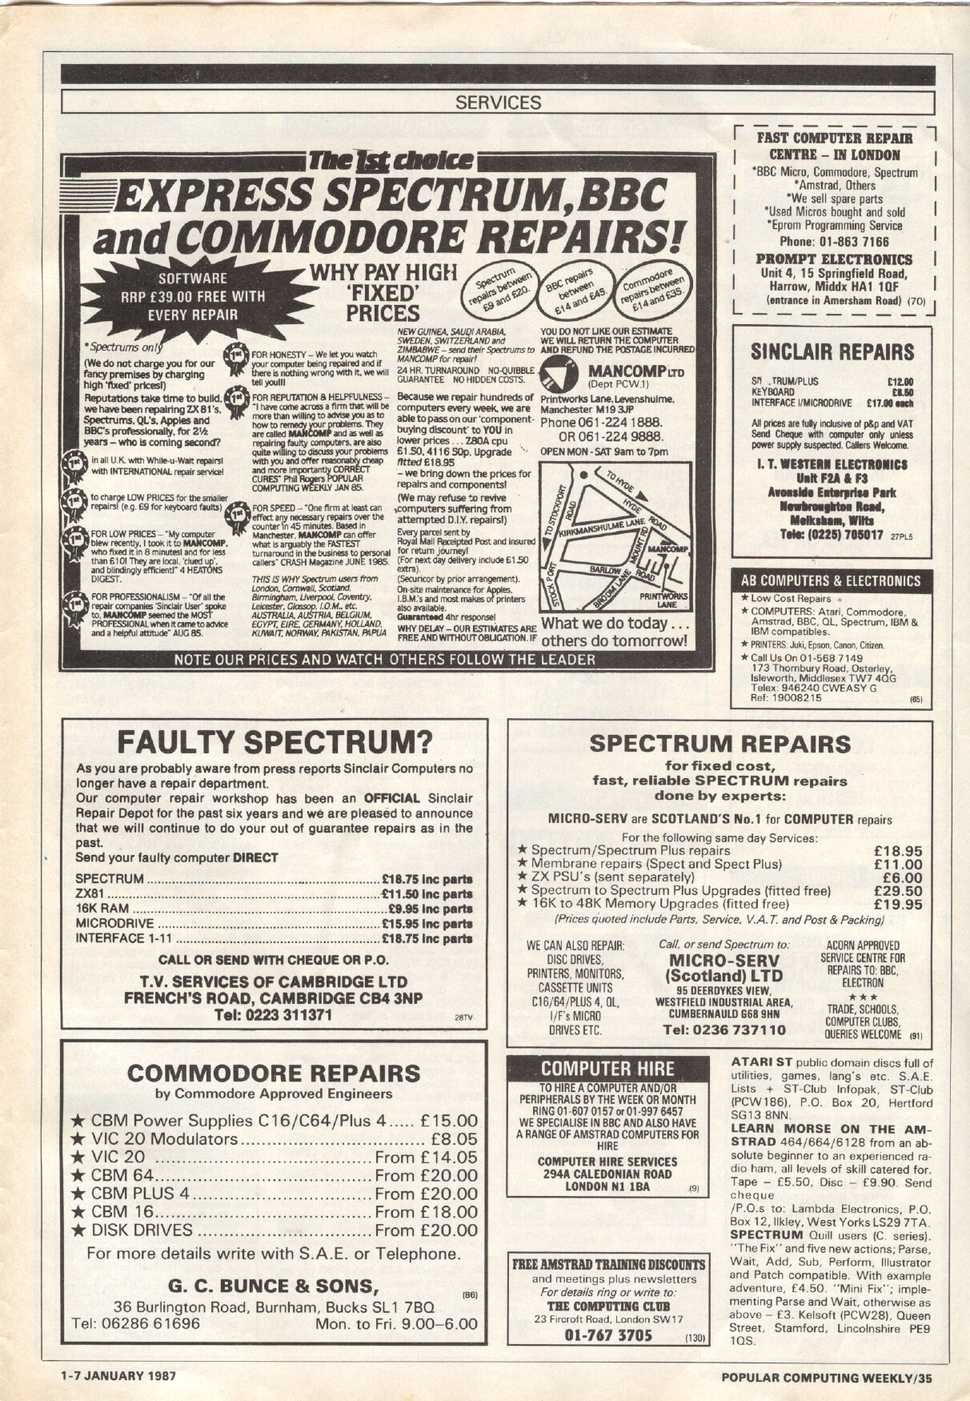 SERVICES
The 1st choice
EXPRESS SPECTRUM, BBC
and COMMODORE REPAIRS!
SOFTWARE
RRP £39.00 FREE WITH
EVERY REPAIR
WHY PAY HIGH
'FIXED'
PRICES
Spectrum
repairs between
£9 and £20.
BBC repairs
between
£14 and £45.
Commodore
repairs between
£14 and £35.
*Spectrums only
(We do not charge you for our
fancy premises by charging
high 'fixed' prices!)
Reputations take time to build,
we have been repairing ZX 81's,
Spectrums, QL's, Apples and
BBC's professionally, for 2½
years – who is coming second?
1st
in all U.K. with While-u-Wait repairs!
with INTERNATIONAL repair service!
1st
to charge LOW PRICES for the smaller
repairs! (e.g. £9 for keyboard faults)
1st
FOR LOW PRICES – "My computer
blew recently, I took it to MANCOMP,
who fixed it in 8 minutes! and for less
than £10! They are local, 'clued up',
and blindingly efficient!" 4 HEATONS
DIGEST.
1st
FOR PROFESSIONALISM – "Of all the
repair companies 'Sinclair User' spoke
to, MANCOMP seemed the MOST
PROFESSIONAL when it came to advice
and a helpful attitude" AUG 85.
1st
FOR HONESTY – We let you watch
your computer being repaired and if
there is nothing wrong with it, we will
tell you!!!
1st
FOR REPUTATION & HELPFULNESS –
"I have come across a firm that will be
more than willing to advise you as to
how to remedy your problems. They
are called MANCOMP and as well as
repairing faulty computers, are also
quite willing to discuss your problems
with you and offer reasonably cheap
and more importantly CORRECT
CURES" Phil Rogers POPULAR
COMPUTING WEEKLY JAN 85.
1st
FOR SPEED – "One firm at least can
effect any necessary repairs over the
counter in 45 minutes. Based in
Manchester, MANCOMP can offer
what is arguably the FASTEST
turnaround in the business to personal
callers" CRASH Magazine JUNE 1985.
THIS IS WHY Spectrum users from
London, Cornwall, Scotland,
Birmingham, Liverpool, Coventry,
Leicester, Glossop, I.O.M., etc.
AUSTRALIA, AUSTRIA, BELGIUM,
EGYPT, EIRE, GERMANY, HOLLAND,
KUWAIT, NORWAY, PAKISTAN, PAPUA
NEW GUINEA, SAUDI ARABIA,
SWEDEN, SWITZERLAND and
ZIMBABWE – send their Spectrums to
MANCOMP for repair!
24 HR. TURNAROUND NO-QUIBBLE
GUARANTEE NO HIDDEN COSTS.
Because we repair hundreds of
computers every week, we are
able to pass on our 'component-
buying discount' to YOU in
lower prices . . . Z80A cpu
£1.50, 4116 50p. Upgrade
fitted £18.95
– we bring down the prices for
repairs and components!
(We may refuse to revive
computers suffering from
attempted D.I.Y. repairs!)
Every parcel sent by
Royal Mail Receipted Post and insured
for return journey!
(For next day delivery include £1.50
extra).
(Securicor by prior arrangement).
On-site maintenance for Apples,
I.B.M's and most makes of printers
also available.
Guaranteed 4hr response!
WHY DELAY – OUR ESTIMATES ARE
FREE AND WITHOUT OBLIGATION. IF
YOU DO NOT LIKE OUR ESTIMATE
WE WILL RETURN THE COMPUTER
AND REFUND THE POSTAGE INCURRED
MANCOMP LTD
(Dept PCW.1)
Printworks Lane, Levenshulme,
Manchester M19 3JP
Phone 061-224 1888.
OR 061-224 9888.
OPEN MON - SAT 9am to 7pm
TO STOCKPORT
ROAD
TO HYDE
HYDE
ROAD
KIRKMANSHULME LANE
MOUNT RD
MANCOMP
BARLOW
ROAD
BROOM LANE
STOCKPORT
PRINTWORKS
LANE
What we do today . . .
others do tomorrow!
NOTE OUR PRICES AND WATCH OTHERS FOLLOW THE LEADER
FAST COMPUTER REPAIR
CENTRE – IN LONDON
*BBC Micro, Commodore, Spectrum
*Amstrad, Others
*We sell spare parts
*Used Micros bought and sold
*Eprom Programming Service
Phone: 01-863 7166
PROMPT ELECTRONICS
Unit 4, 15 Springfield Road,
Harrow, Middx HA1 1QF
(entrance in Amersham Road) (70)
SINCLAIR REPAIRS
TRUM/PLUS £12.00
KEYBOARD £8.50
INTERFACE I/MICRODRIVE £17.00 each
All prices are fully inclusive of p&p and VAT
Send Cheque with computer only unless
power supply suspected. Callers Welcome.
I. T. WESTERN ELECTRONICS
Unit F2A & F3
Avonside Enterprise Park
Newbroughton Road,
Melksham, Wilts
Tele: (0225) 705017 27PL5
AB COMPUTERS & ELECTRONICS
★ Low Cost Repairs
★ COMPUTERS: Atari, Commodore,
Amstrad, BBC, QL, Spectrum, IBM &
IBM compatibles.
★ PRINTERS: Juki, Epson, Canon, Citizen.
★ Call Us On 01-568 7149
173 Thornbury Road, Osterley,
Isleworth, Middlesex TW7 4QG
Telex: 946240 CWEASY G
Ref: 19008215 (65)
FAULTY SPECTRUM?
As you are probably aware from press reports Sinclair Computers no
longer have a repair department.
Our computer repair workshop has been an OFFICIAL Sinclair
Repair Depot for the past six years and we are pleased to announce
that we will continue to do your out of guarantee repairs as in the
past.
Send your faulty computer DIRECT
SPECTRUM ........ £18.75 inc parts
ZX81 ........ £11.50 inc parts
16K RAM ........ £9.95 inc parts
MICRODRIVE ........ £15.95 inc parts
INTERFACE 1-11 ........ £18.75 inc parts
CALL OR SEND WITH CHEQUE OR P.O.
T.V. SERVICES OF CAMBRIDGE LTD
FRENCH'S ROAD, CAMBRIDGE CB4 3NP
Tel: 0223 311371 28TV
SPECTRUM REPAIRS
for fixed cost,
fast, reliable SPECTRUM repairs
done by experts:
MICRO-SERV are SCOTLAND'S No.1 for COMPUTER repairs
For the following same day Services:
★ Spectrum/Spectrum Plus repairs £18.95
★ Membrane repairs (Spect and Spect Plus) £11.00
★ ZX PSU's (sent separately) £6.00
★ Spectrum to Spectrum Plus Upgrades (fitted free) £29.50
★ 16K to 48K Memory Upgrades (fitted free) £19.95
(Prices quoted include Parts, Service, V.A.T. and Post & Packing)
WE CAN ALSO REPAIR:
DISC DRIVES,
PRINTERS, MONITORS,
CASSETTE UNITS
C16/64/PLUS 4, QL,
I/F's MICRO
DRIVES ETC.
Call, or send Spectrum to:
MICRO-SERV
(Scotland) LTD
95 DEERDYKES VIEW,
WESTFIELD INDUSTRIAL AREA,
CUMBERNAULD G68 9HN
Tel: 0236 737110
ACORN APPROVED
SERVICE CENTRE FOR
REPAIRS TO: BBC,
ELECTRON
★ ★ ★
TRADE, SCHOOLS,
COMPUTER CLUBS,
QUERIES WELCOME (91)
COMMODORE REPAIRS
by Commodore Approved Engineers
★ CBM Power Supplies C16/C64/Plus 4 ..... £15.00
★ VIC 20 Modulators ........ £8.05
★ VIC 20 ........ From £14.05
★ CBM 64 ........ From £20.00
★ CBM PLUS 4 ........ From £20.00
★ CBM 16 ........ From £18.00
★ DISK DRIVES ........ From £20.00
For more details write with S.A.E. or Telephone.
G. C. BUNCE & SONS, (86)
36 Burlington Road, Burnham, Bucks SL1 7BQ
Tel: 06286 61696 Mon. to Fri. 9.00–6.00
COMPUTER HIRE
TO HIRE A COMPUTER AND/OR
PERIPHERALS BY THE WEEK OR MONTH
RING 01-607 0157 or 01-997 6457
WE SPECIALISE IN BBC AND ALSO HAVE
A RANGE OF AMSTRAD COMPUTERS FOR
HIRE
COMPUTER HIRE SERVICES
294A CALEDONIAN ROAD
LONDON N1 1BA (9)
FREE AMSTRAD TRAINING DISCOUNTS
and meetings plus newsletters
For details ring or write to:
THE COMPUTING CLUB
23 Fircroft Road, London SW17
01-767 3705 (130)
ATARI ST public domain discs full of
utilities, games, lang's etc. S.A.E.
Lists + ST-Club Infopak, ST-Club
(PCW186), P.O. Box 20, Hertford
SG13 8NN.
LEARN MORSE ON THE AM-
STRAD 464/664/6128 from an ab-
solute beginner to an experienced ra-
dio ham, all levels of skill catered for.
Tape – £5.50, Disc – £9.90. Send
cheque
/P.O.s to: Lambda Electronics, P.O.
Box 12, Ilkley, West Yorks LS29 7TA.
SPECTRUM Quill users (C. series).
"The Fix" and five new actions; Parse,
Wait, Add, Sub, Perform, Illustrator
and Patch compatible. With example
adventure, £4.50. "Mini Fix"; imple-
menting Parse and Wait, otherwise as
above – £3. Kelsoft (PCW28), Queen
Street, Stamford, Lincolnshire PE9
1QS.
1-7 JANUARY 1987
POPULAR COMPUTING WEEKLY/35